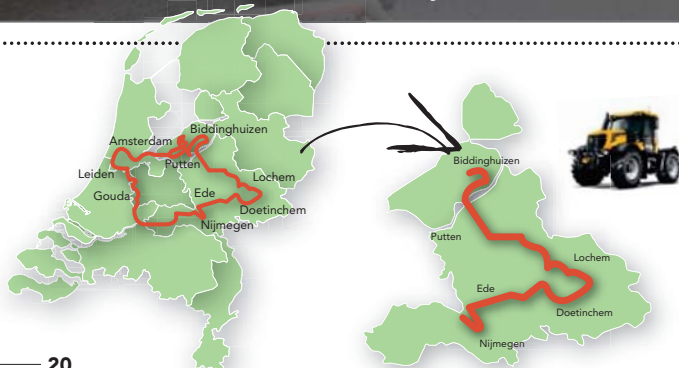 Biddinghuizen
Amsterdam
Putten
Leiden
Lochem
Gouda
Ede
Doetinchem
Nijmegen
Biddinghuizen
Putten
Lochem
Ede
Doetinchem
Nijmegen
20